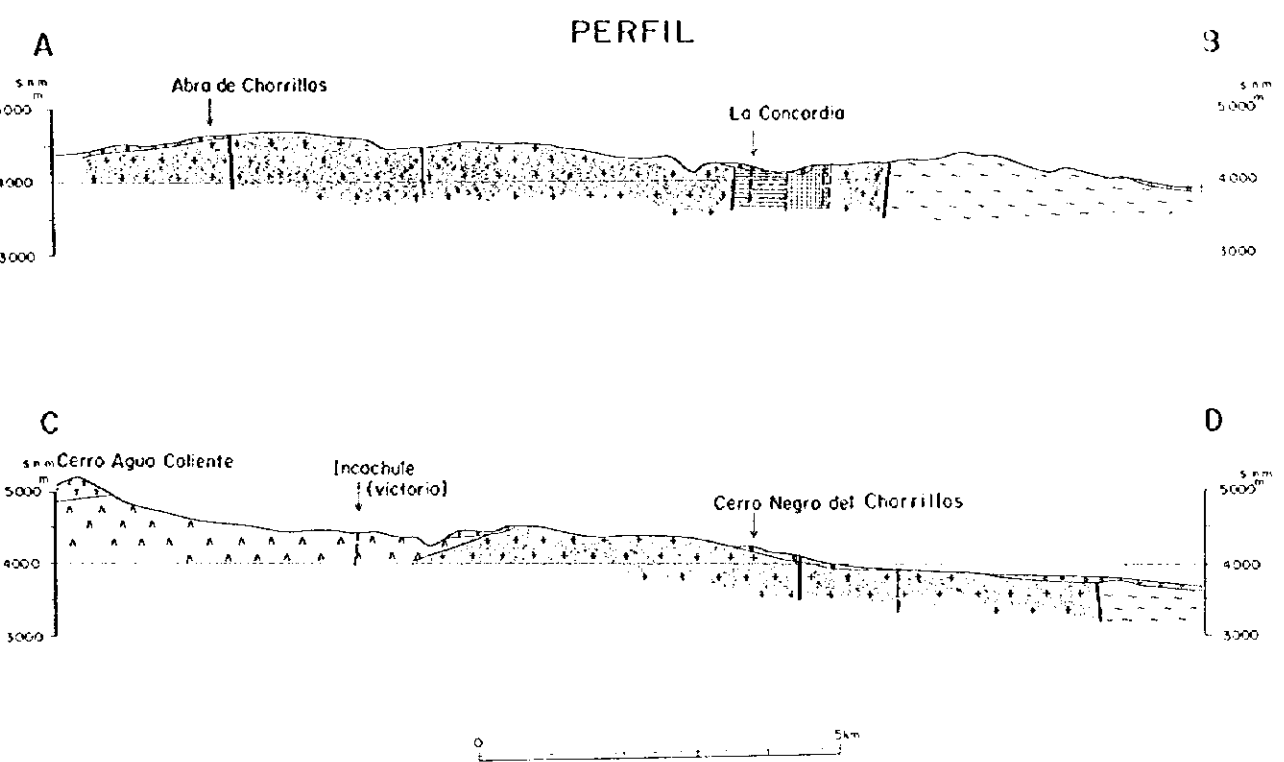 PERFIL
A
B
s n m
m
5000
4000
3000
Abra de Chorrillos
La Concordia
s n m
m
5000
4000
3000
C
D
s n m
m
5000
4000
3000
Cerro Agua Caliente
Incachule
(victoria)
Cerro Negro del Chorrillos
s n m
m
5000
4000
3000
0
5km